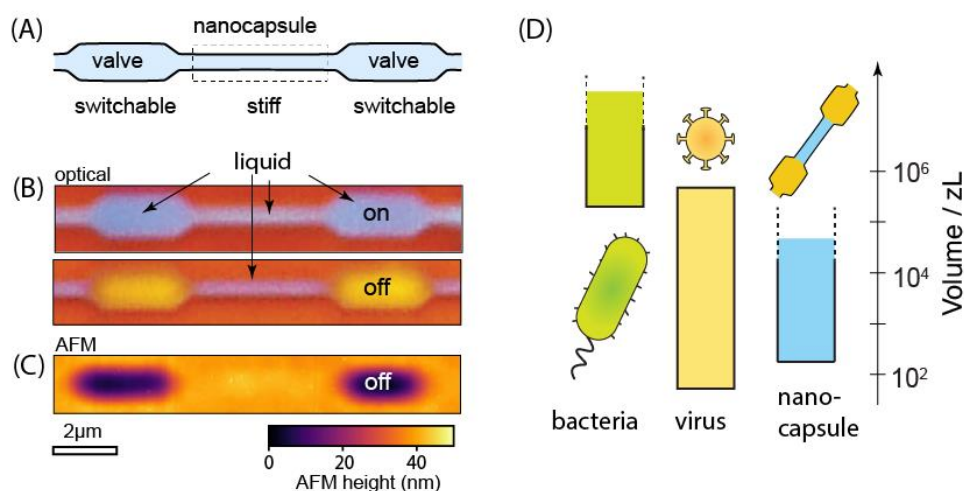 (A)
nanocapsule
valve
valve
switchable
stiff
switchable
(B)
optical
liquid
on
off
(C)
AFM
off
2μm
0
20
40
AFM height (nm)
(D)
10⁶
10⁴
10²
Volume / zL
bacteria
virus
nano-
capsule